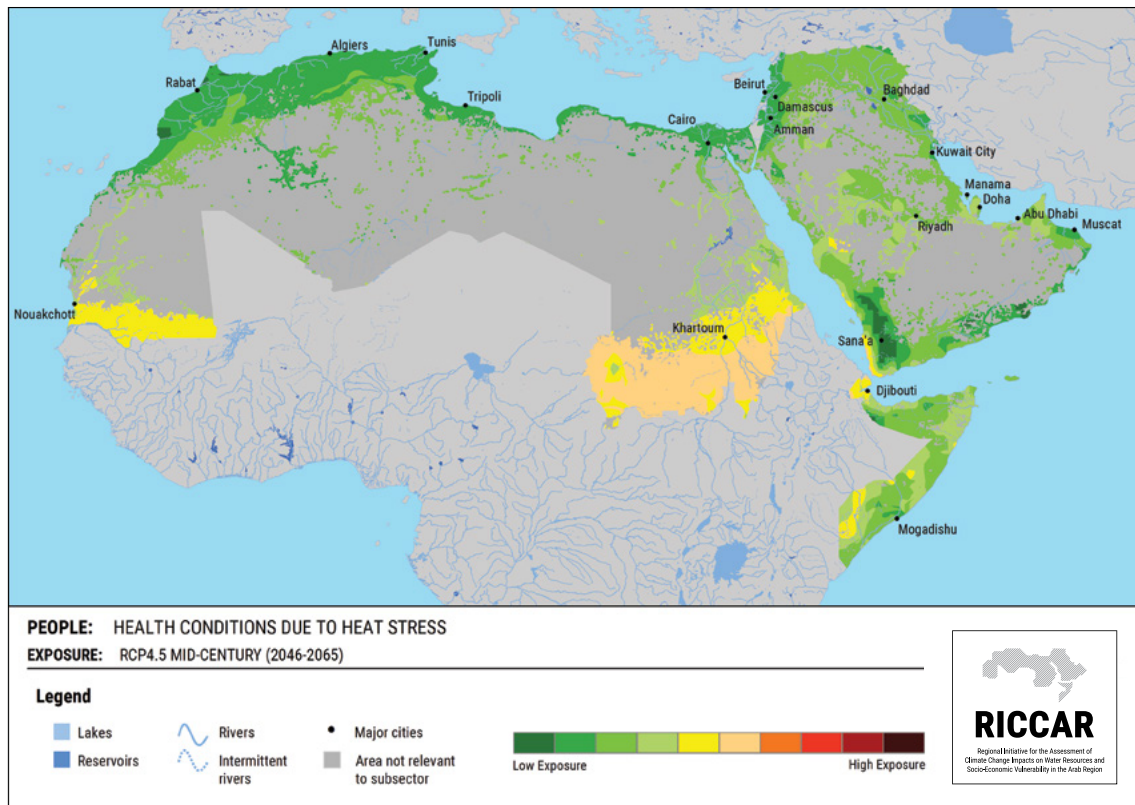 Algiers
Tunis
Rabat
Tripoli
Beirut
Baghdad
Damascus
Cairo
Amman
Kuwait City
Manama
Doha
Abu Dhabi
Riyadh
Muscat
Nouakchott
Khartoum
Sana'a
Djibouti
Mogadishu
PEOPLE: HEALTH CONDITIONS DUE TO HEAT STRESS
EXPOSURE: RCP4.5 MID-CENTURY (2046-2065)
Legend
Lakes
Reservoirs
Rivers
Intermittent
rivers
Major cities
Area not relevant
to subsector
Low Exposure
High Exposure
RICCAR
Regional Initiative for the Assessment of
Climate Change Impacts on Water Resources and
Socio-Economic Vulnerability in the Arab Region